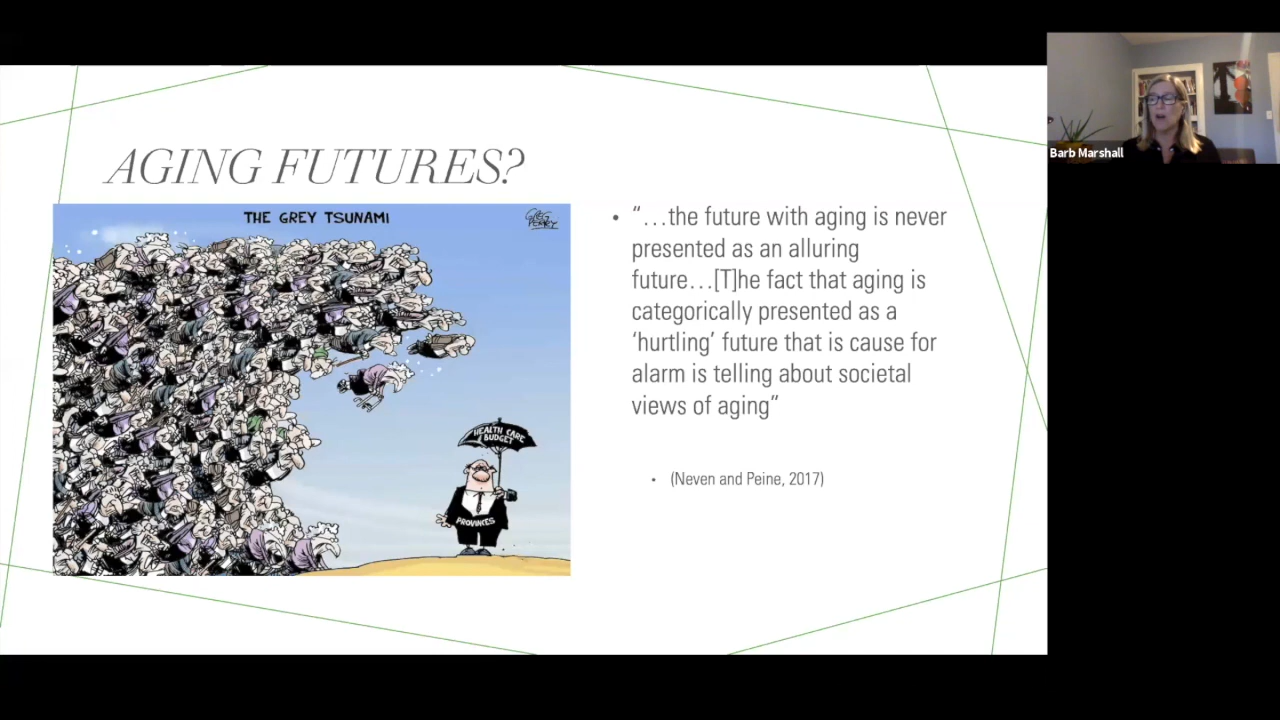 AGING FUTURES?
THE GREY TSUNAMI
GREG PERRY
HEALTH CARE
BUDGET
PROVINCES
• “…the future with aging is never
presented as an alluring
future…[T]he fact that aging is
categorically presented as a
‘hurtling’ future that is cause for
alarm is telling about societal
views of aging”
• (Neven and Peine, 2017)
Barb Marshall